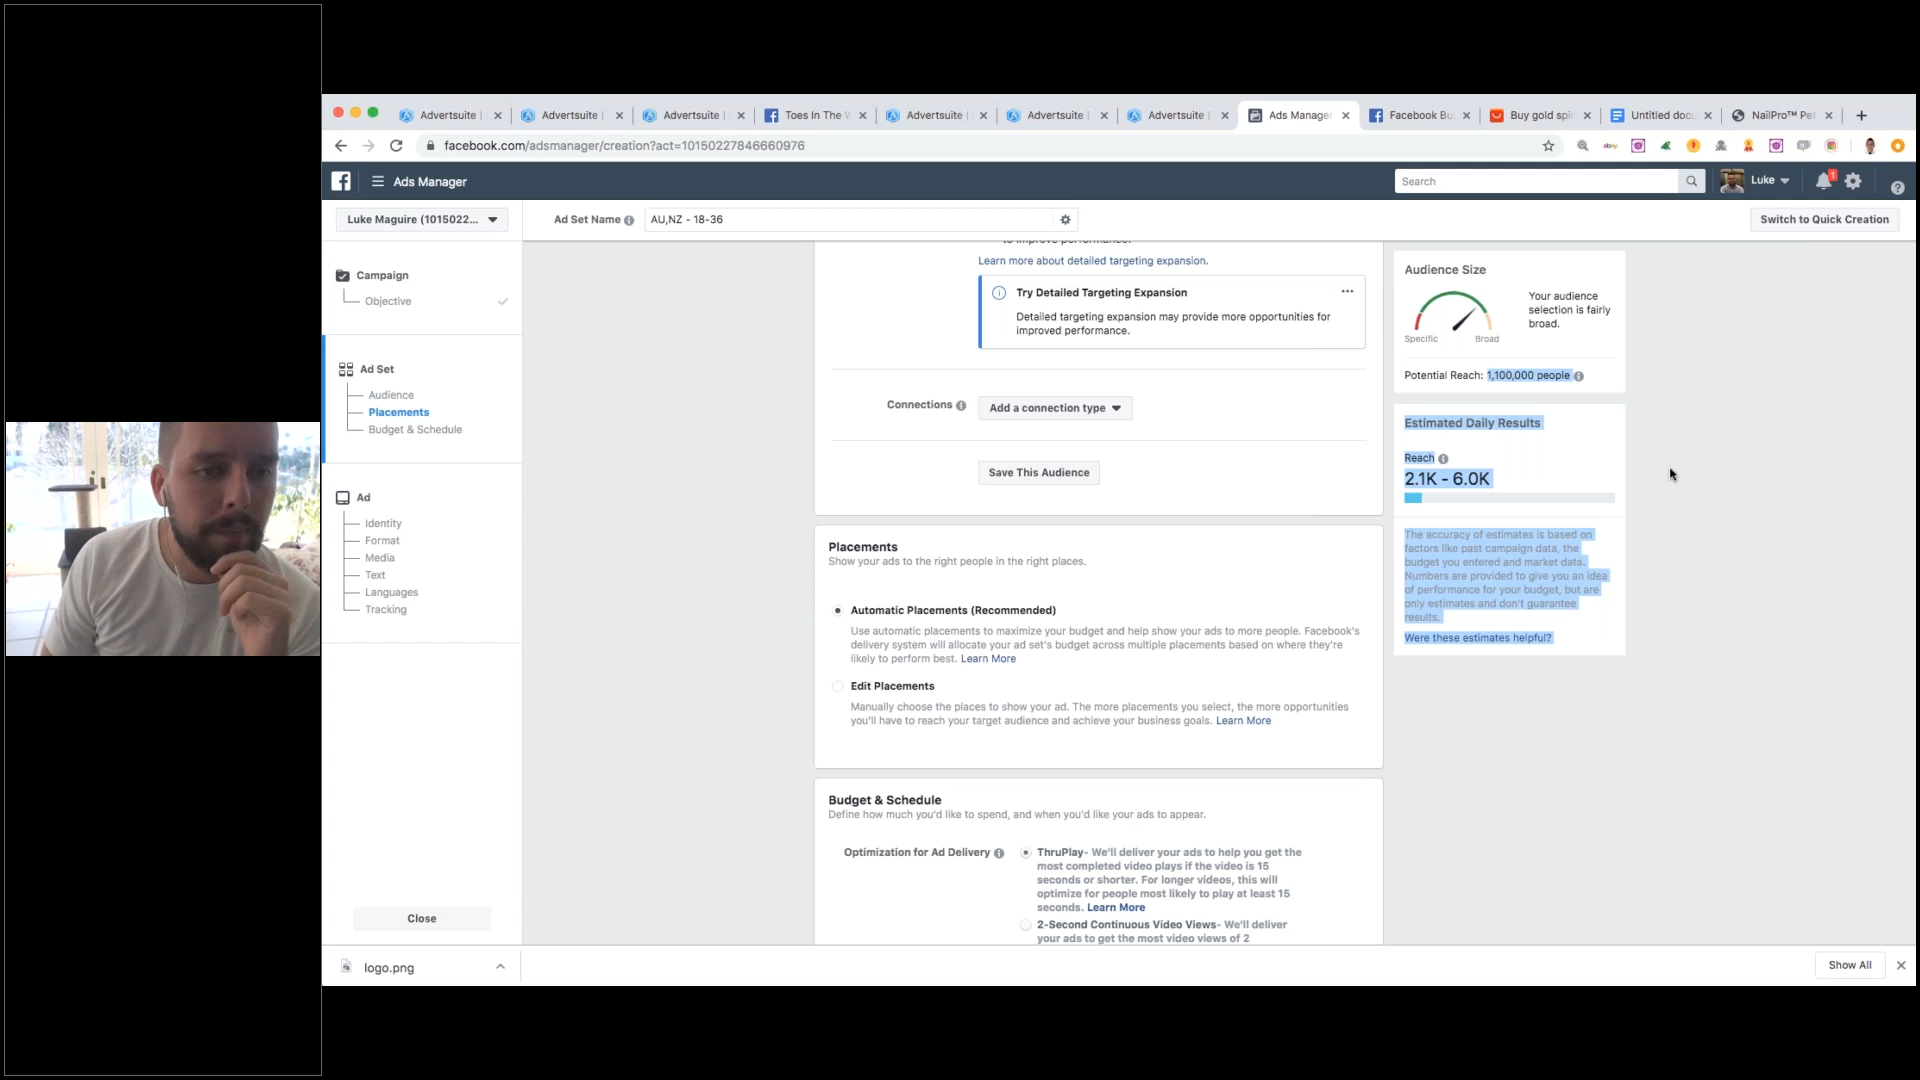 Advertsuite |
Advertsuite |
Advertsuite |
Toes In The
Advertsuite
Advertsuite |
Advertsuite |
Ads Manager
Facebook Bu
Buy gold spi
Untitled docu
NailPro™ Pe
facebook.com/adsmanager/creation?act=10150227846660976
ebay
Ads Manager
Search
Luke
1
Luke Maguire (1015022...
Ad Set Name
AU,NZ - 18-36
Switch to Quick Creation
Campaign
Objective
Ad Set
Audience
Placements
Budget & Schedule
Ad
Identity
Format
Media
Text
Languages
Tracking
Close
to improve performance.
Learn more about detailed targeting expansion.
Try Detailed Targeting Expansion
Detailed targeting expansion may provide more opportunities for
improved performance.
Connections
Add a connection type
Save This Audience
Placements
Show your ads to the right people in the right places.
Automatic Placements (Recommended)
Use automatic placements to maximize your budget and help show your ads to more people. Facebook's
delivery system will allocate your ad set's budget across multiple placements based on where they're
likely to perform best. Learn More
Edit Placements
Manually choose the places to show your ad. The more placements you select, the more opportunities
you'll have to reach your target audience and achieve your business goals. Learn More
Budget & Schedule
Define how much you'd like to spend, and when you'd like your ads to appear.
Optimization for Ad Delivery
ThruPlay- We'll deliver your ads to help you get the
most completed video plays if the video is 15
seconds or shorter. For longer videos, this will
optimize for people most likely to play at least 15
seconds. Learn More
2-Second Continuous Video Views- We'll deliver
your ads to get the most video views of 2
Audience Size
Your audience
selection is fairly
broad.
Specific
Broad
Potential Reach: 1,100,000 people
Estimated Daily Results
Reach
2.1K - 6.0K
The accuracy of estimates is based on
factors like past campaign data, the
budget you entered and market data.
Numbers are provided to give you an idea
of performance for your budget, but are
only estimates and don't guarantee
results.
Were these estimates helpful?
logo.png
Show All